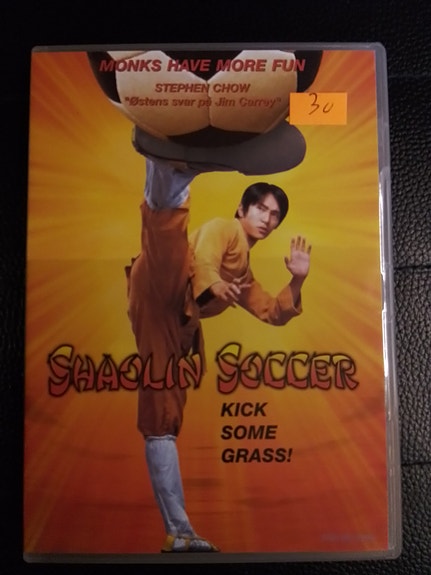 MONKS HAVE MORE FUN
STEPHEN CHOW
"Østens svar på Jim Carrey"
30
SHAOLIN SOCCER
KICK
SOME
GRASS!